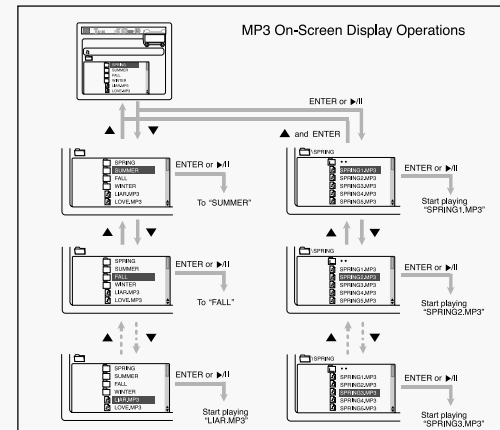 MP3 On-Screen Display Operations
SPRING
SUMMER
FALL
WINTER
LIAR.MP3
LOVE.MP3
ENTER or ▶/II
▲ ▼
▲ and ENTER
SPRING
SUMMER
FALL
WINTER
LIAR.MP3
LOVE.MP3
ENTER or ▶/II
To "SUMMER"
\SPRING
SPRING1.MP3
SPRING2.MP3
SPRING3.MP3
SPRING4.MP3
SPRING5.MP3
ENTER or ▶/II
Start playing
"SPRING1.MP3"
▲ ▼
▲ ▼
SPRING
SUMMER
FALL
WINTER
LIAR.MP3
LOVE.MP3
ENTER or ▶/II
To "FALL"
\SPRING
SPRING1.MP3
SPRING2.MP3
SPRING3.MP3
SPRING4.MP3
SPRING5.MP3
ENTER or ▶/II
Start playing
"SPRING2.MP3"
▲ ▼
▲ ▼
SPRING
SUMMER
FALL
WINTER
LIAR.MP3
LOVE.MP3
ENTER or ▶/II
Start playing
"LIAR.MP3"
\SPRING
SPRING1.MP3
SPRING2.MP3
SPRING3.MP3
SPRING4.MP3
SPRING5.MP3
ENTER or ▶/II
Start playing
"SPRING3.MP3"